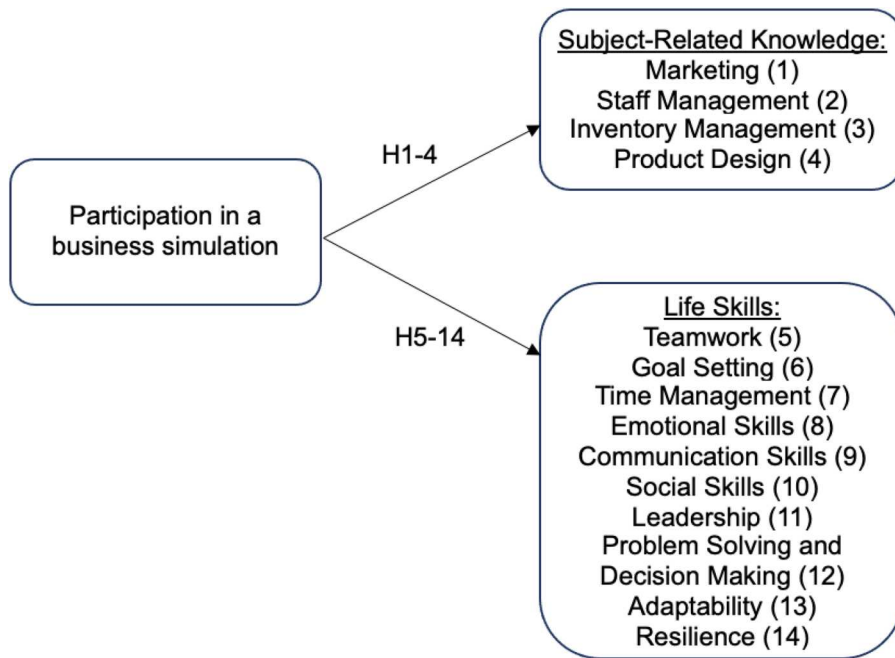 Subject-Related Knowledge:
Marketing (1)
Staff Management (2)
Inventory Management (3)
Product Design (4)
H1-4
Participation in a
business simulation
H5-14
Life Skills:
Teamwork (5)
Goal Setting (6)
Time Management (7)
Emotional Skills (8)
Communication Skills (9)
Social Skills (10)
Leadership (11)
Problem Solving and
Decision Making (12)
Adaptability (13)
Resilience (14)